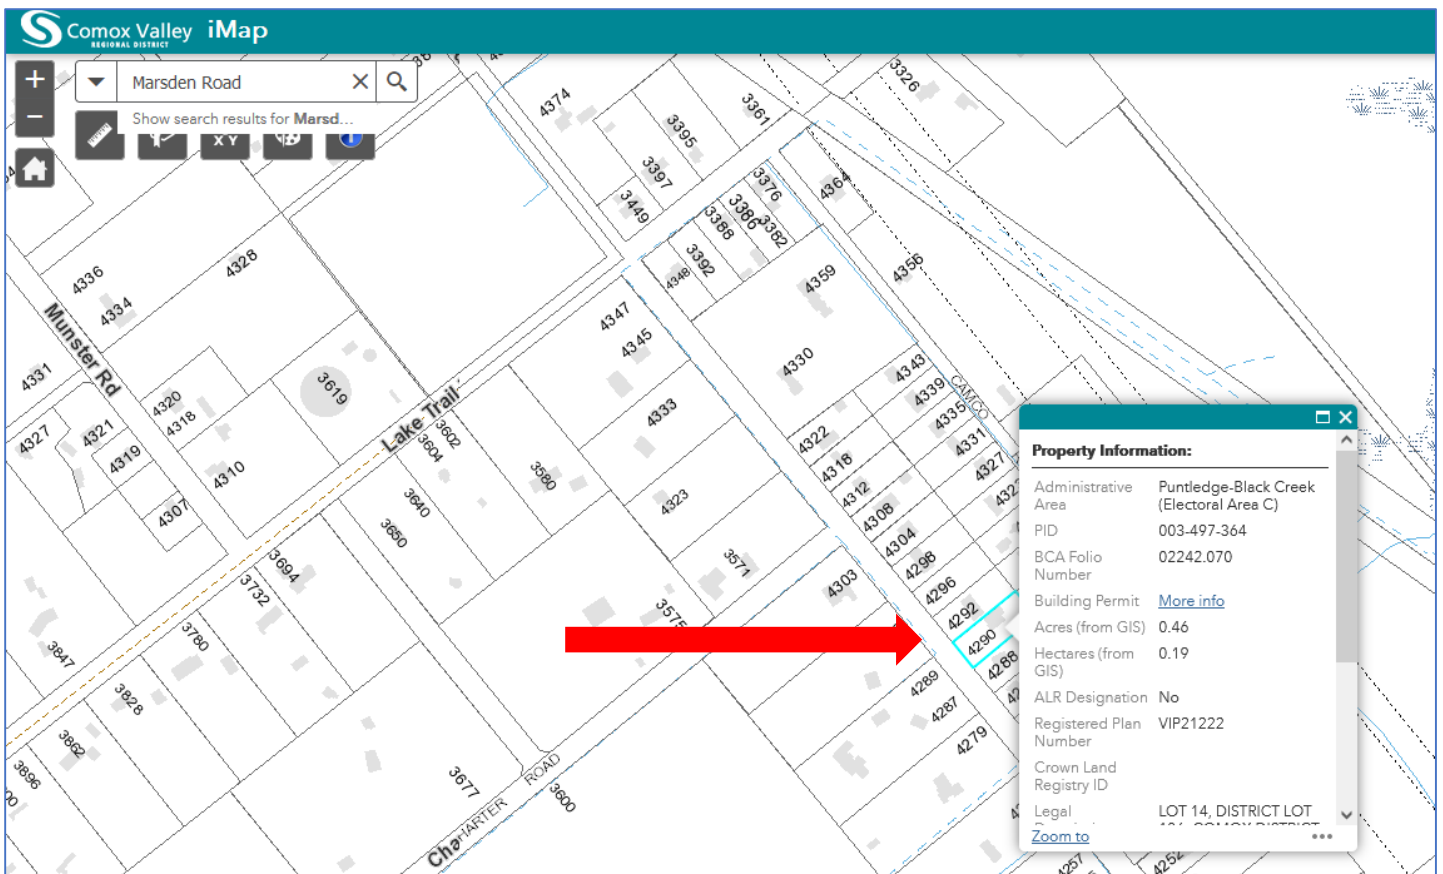 Comox Valley
REGIONAL DISTRICT
iMap
+
−
Marsden Road
Show search results for Marsd...
X Y
4374
3361
3326
3395
3397
3449
3376
3386
3382
3388
3392
4348
4364
4356
4359
4336
4334
4328
Munster Rd
4331
4347
4345
4330
3619
Lake Trail
4343
4339
4335
4331
4327
CAMCO
4320
4318
4327
4321
4319
4310
4307
3602
3604
4333
4322
4318
4312
4308
4304
4298
4296
4292
4290
4288
3580
3640
3650
4323
3571
4303
3575
3694
3732
3780
3847
3828
3862
3896
4289
4287
4279
3677
3600
Charter
CHARTER ROAD
4257
4252
Property Information:
Administrative Area
Puntledge-Black Creek (Electoral Area C)
PID
003-497-364
BCA Folio Number
02242.070
Building Permit
More info
Acres (from GIS)
0.46
Hectares (from GIS)
0.19
ALR Designation
No
Registered Plan Number
VIP21222
Crown Land Registry ID
Legal
LOT 14, DISTRICT LOT
Zoom to